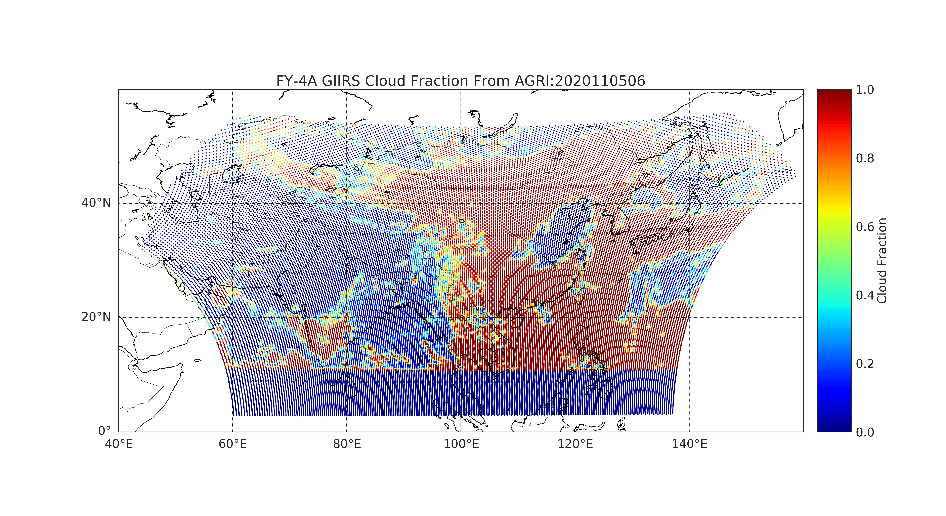 FY-4A GIIRS Cloud Fraction From AGRI:2020110506
1.0
0.8
0.6
0.4
0.2
0.0
Cloud Fraction
40°N
20°N
0°
40°E
60°E
80°E
100°E
120°E
140°E